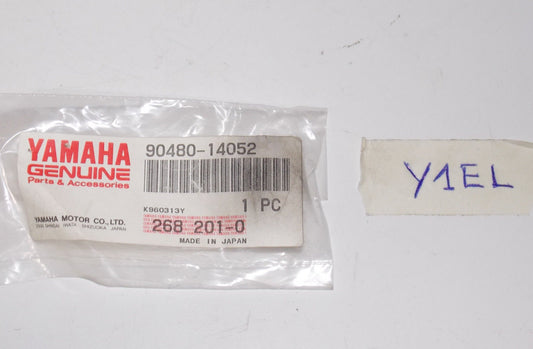 YAMAHA
GENUINE
Parts & Accessories
90480-14052
K960313Y
1 PC
YAMAHA MOTOR CO., LTD.
268 201-0
MADE IN JAPAN
Y1EL